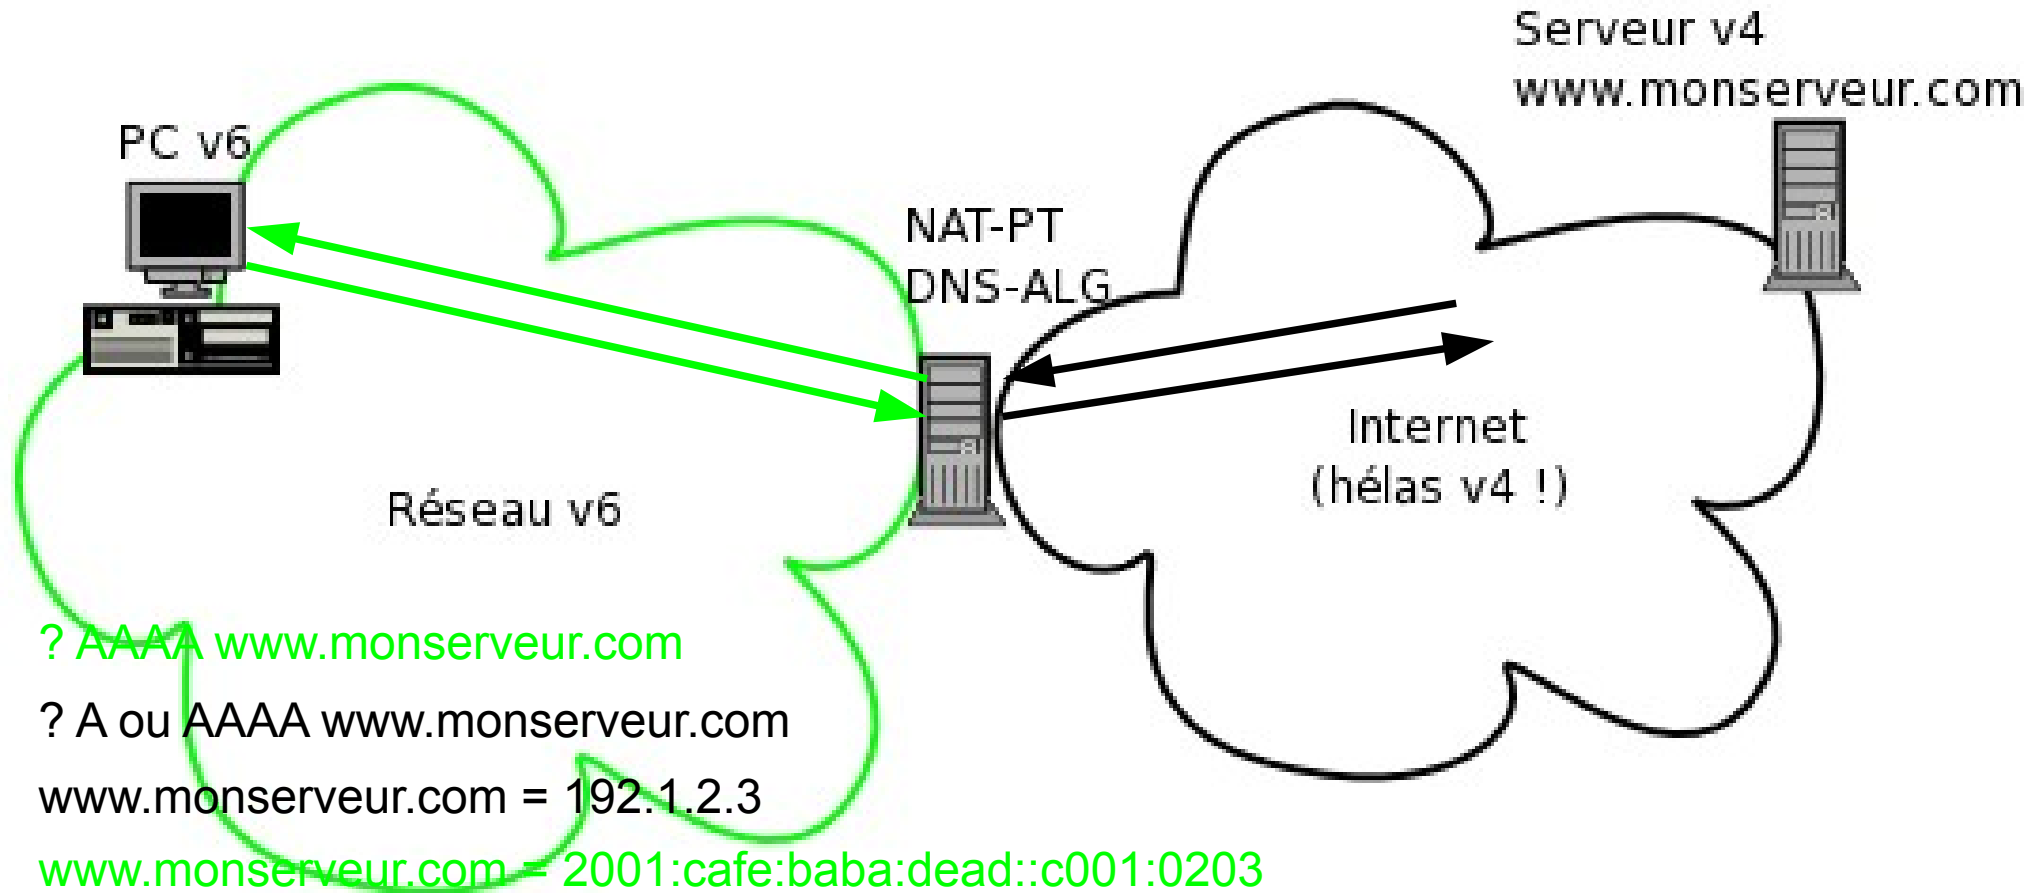 Serveur v4
www.monserveur.com
PC v6
NAT-PT
DNS-ALG
Internet
(hélas v4 !)
Réseau v6
? AAAA www.monserveur.com
? A ou AAAA www.monserveur.com
www.monserveur.com = 192.1.2.3
www.monserveur.com = 2001:cafe:baba:dead::c001:0203